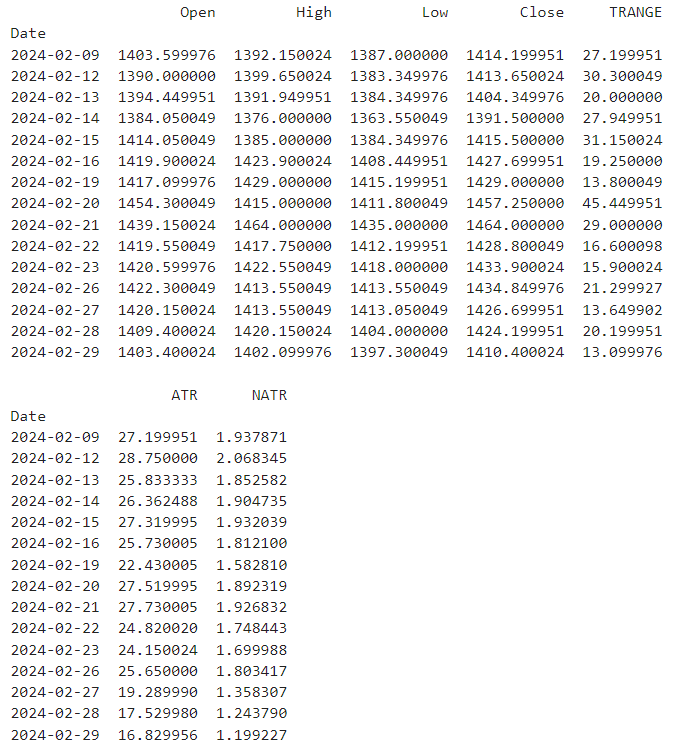 Open High Low Close TRANGE
Date
2024-02-09 1403.599976 1392.150024 1387.000000 1414.199951 27.199951
2024-02-12 1390.000000 1399.650024 1383.349976 1413.650024 30.300049
2024-02-13 1394.449951 1391.949951 1384.349976 1404.349976 20.000000
2024-02-14 1384.050049 1376.000000 1363.550049 1391.500000 27.949951
2024-02-15 1414.050049 1385.000000 1384.349976 1415.500000 31.150024
2024-02-16 1419.900024 1423.900024 1408.449951 1427.699951 19.250000
2024-02-19 1417.099976 1429.000000 1415.199951 1429.000000 13.800049
2024-02-20 1454.300049 1415.000000 1411.800049 1457.250000 45.449951
2024-02-21 1439.150024 1464.000000 1435.000000 1464.000000 29.000000
2024-02-22 1419.550049 1417.750000 1412.199951 1428.800049 16.600098
2024-02-23 1420.599976 1422.550049 1418.000000 1433.900024 15.900024
2024-02-26 1422.300049 1413.550049 1413.550049 1434.849976 21.299927
2024-02-27 1420.150024 1413.550049 1413.050049 1426.699951 13.649902
2024-02-28 1409.400024 1420.150024 1404.000000 1424.199951 20.199951
2024-02-29 1403.400024 1402.099976 1397.300049 1410.400024 13.099976
ATR NATR
Date
2024-02-09 27.199951 1.937871
2024-02-12 28.750000 2.068345
2024-02-13 25.833333 1.852582
2024-02-14 26.362488 1.904735
2024-02-15 27.319995 1.932039
2024-02-16 25.730005 1.812100
2024-02-19 22.430005 1.582810
2024-02-20 27.519995 1.892319
2024-02-21 27.730005 1.926832
2024-02-22 24.820020 1.748443
2024-02-23 24.150024 1.699988
2024-02-26 25.650000 1.803417
2024-02-27 19.289990 1.358307
2024-02-28 17.529980 1.243790
2024-02-29 16.829956 1.199227